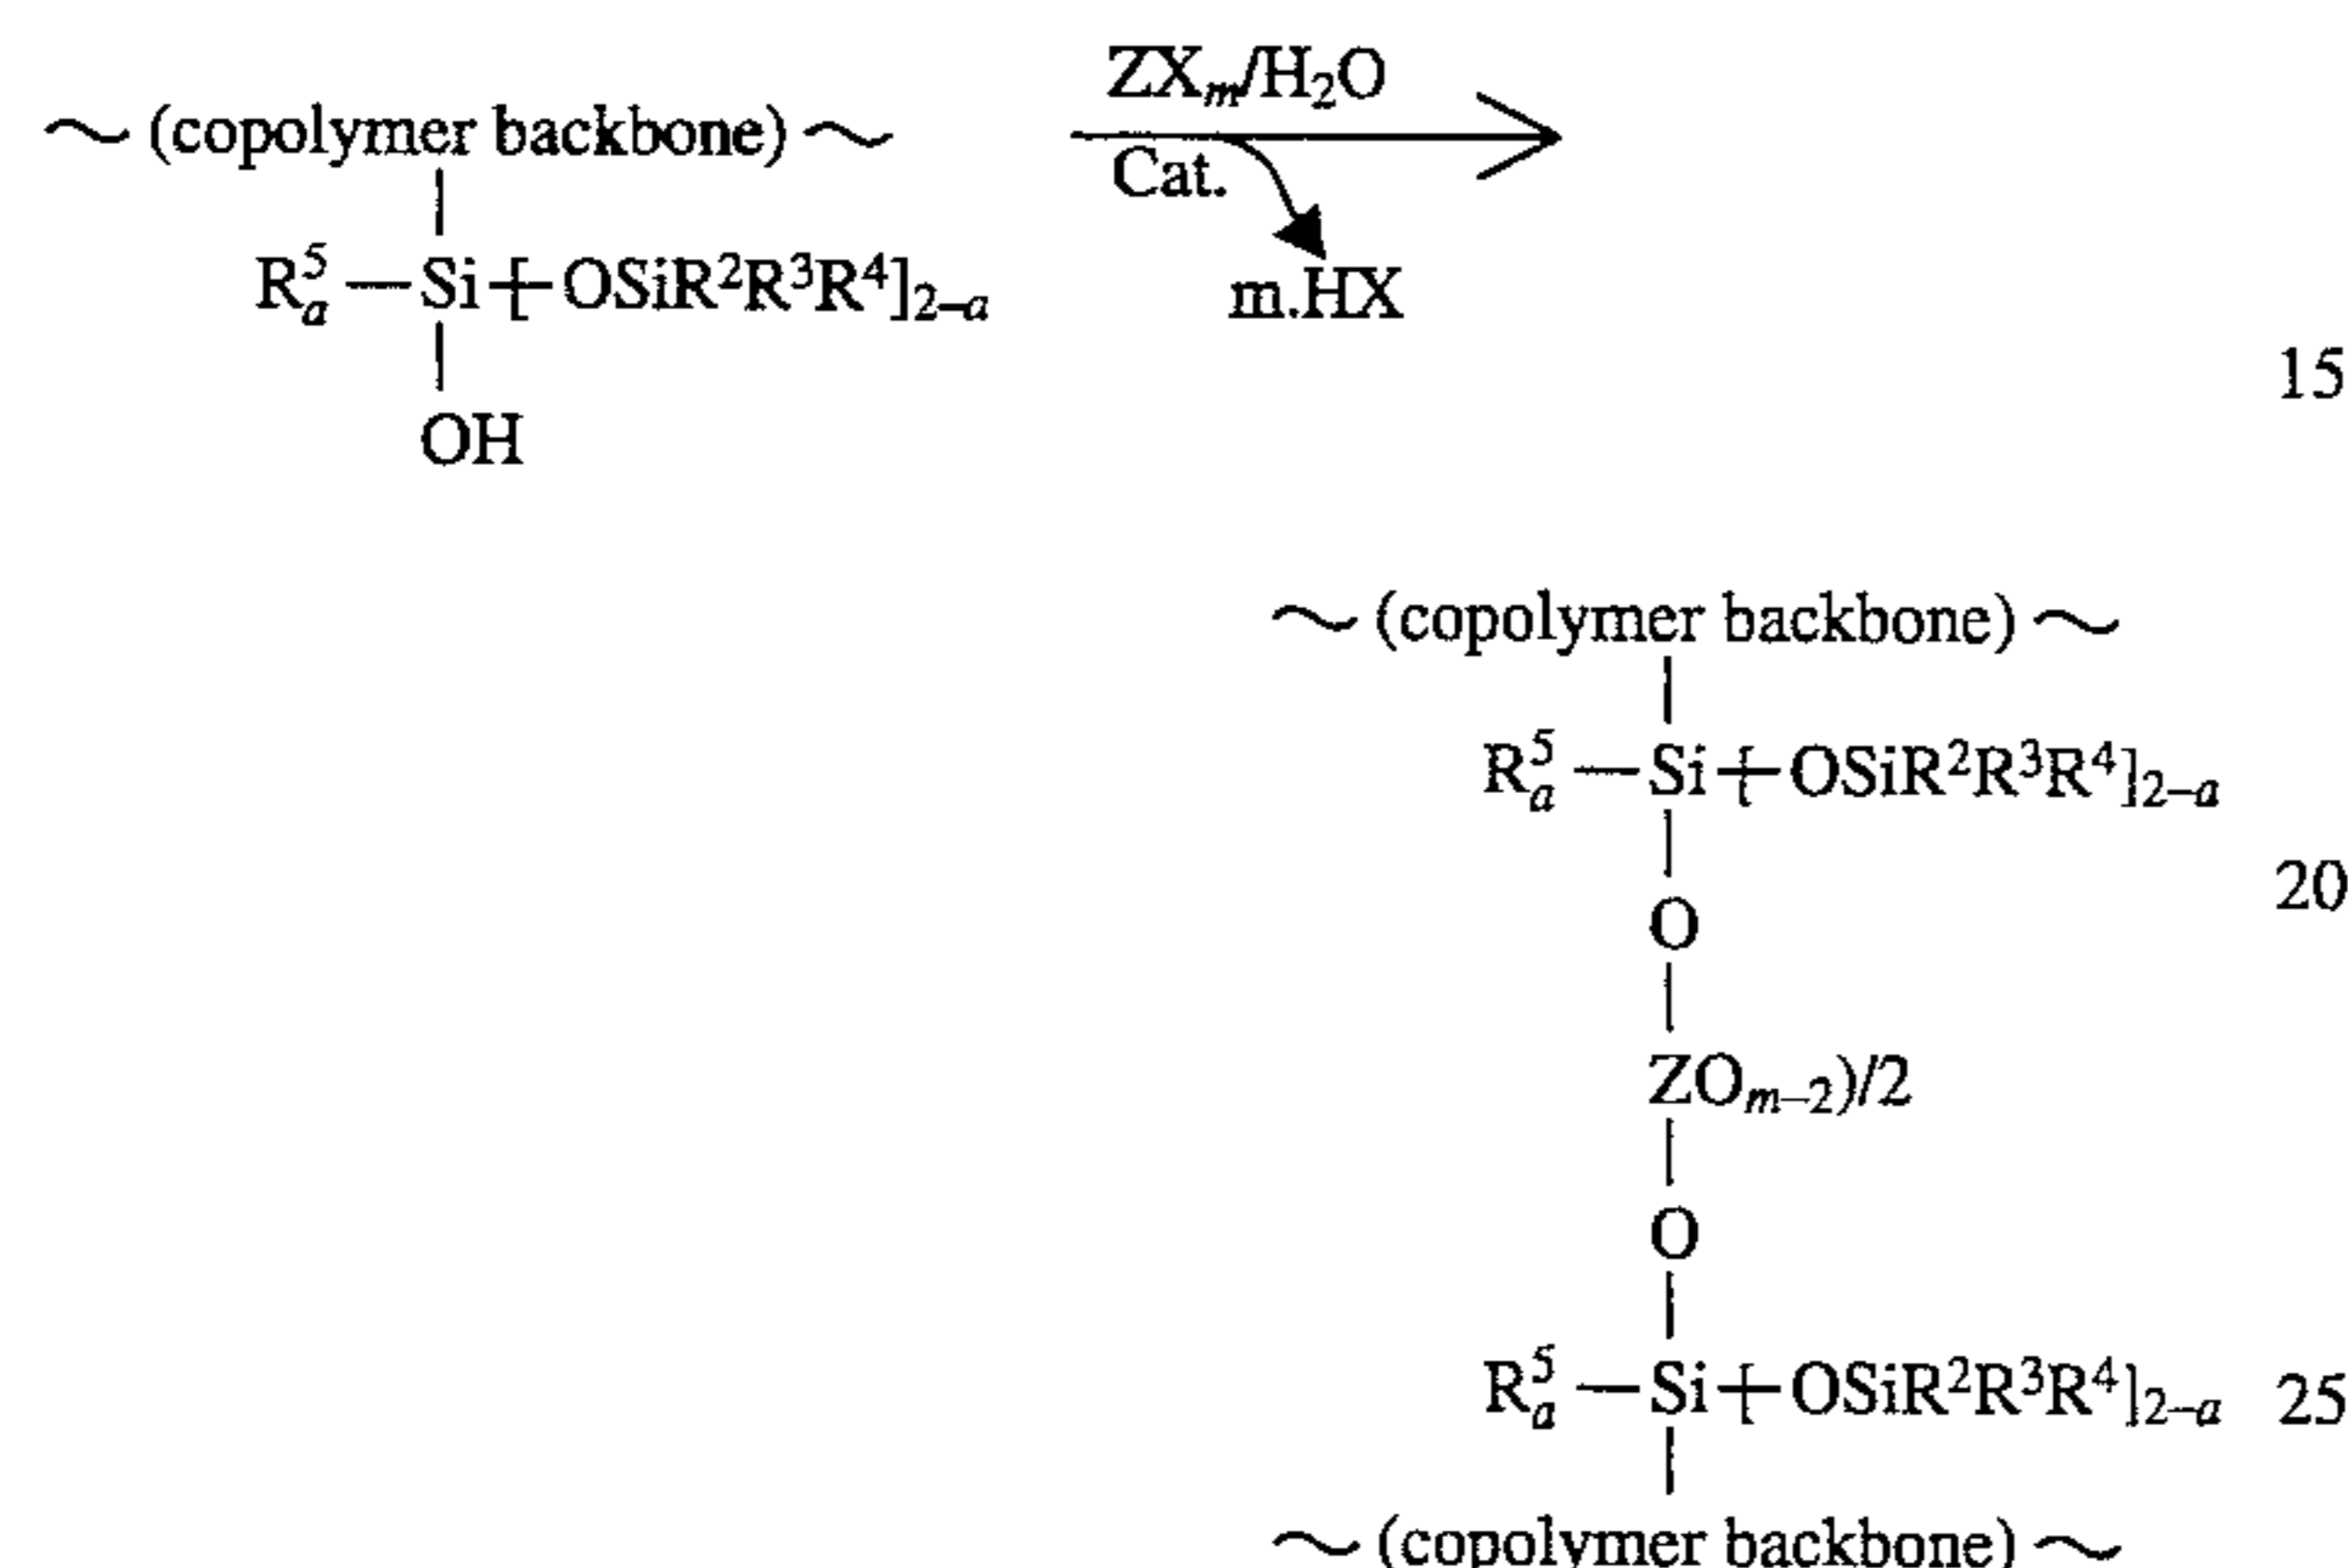 ZXm/H2O
~ (copolymer backbone) ~
Cat.
R5a —Si—[—OSiR2R3R4]2–a
m.HX
15
OH
~ (copolymer backbone) ~
R5a —Si—[—OSiR2R3R4]2–a
20
O
ZOm–2)/2
O
R5a —Si—[—OSiR2R3R4]2–a 25
~ (copolymer backbone) ~